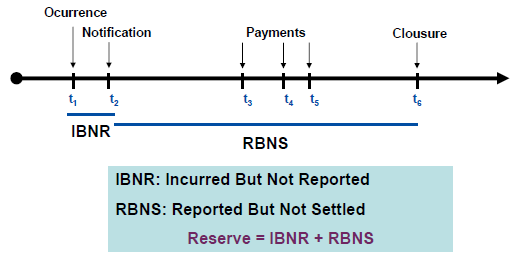 Ocurrence
Notification
Payments
Clousure
t1 t2 t3 t4 t5 t6
IBNR
RBNS
IBNR: Incurred But Not Reported
RBNS: Reported But Not Settled
Reserve = IBNR + RBNS